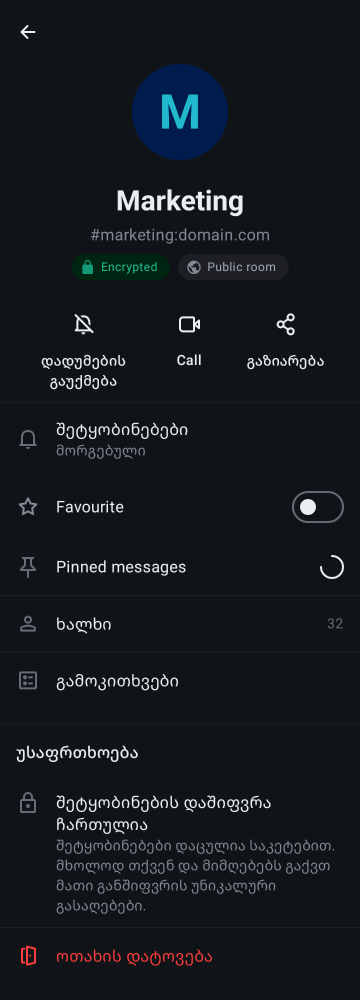 M
Marketing
#marketing:domain.com
Encrypted
Public room
დადუმების
გაუქმება
Call
გაზიარება
შეტყობინებები
მორგებული
Favourite
Pinned messages
ხალხი
32
გამოკითხვები
უსაფრთხოება
შეტყობინების დაშიფვრა
ჩართულია
შეტყობინებები დაცულია საკეტებით.
მხოლოდ თქვენ და მიმღებებს გაქვთ
მათი განშიფვრის უნიკალური
გასაღებები.
ოთახის დატოვება